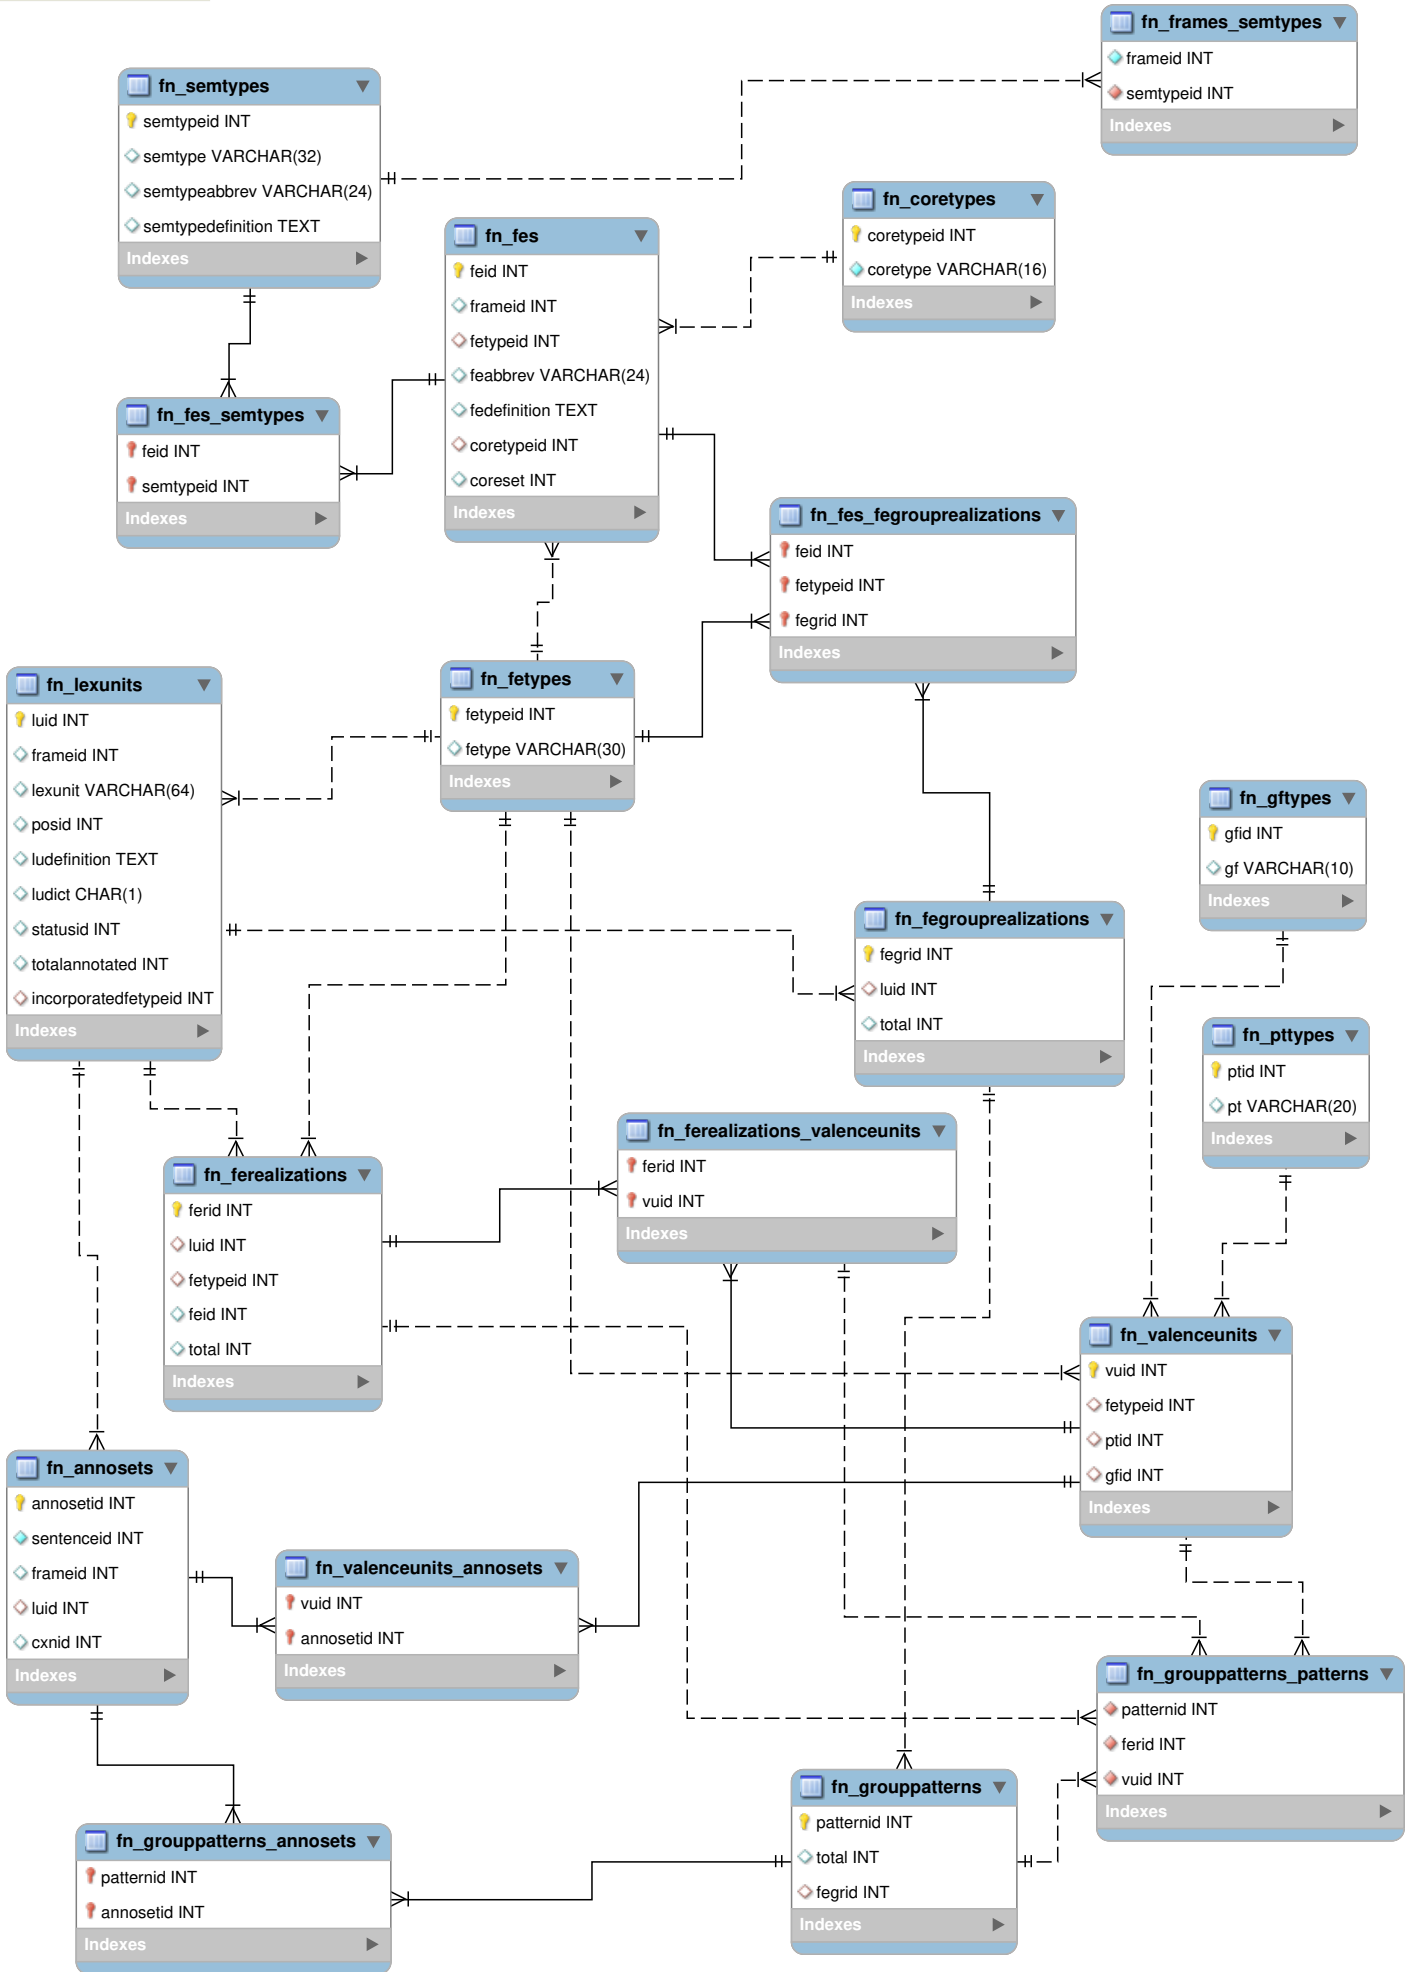 fn_frames_semtypes
frameid INT
semtypeid INT
Indexes
fn_semtypes
semtypeid INT
semtype VARCHAR(32)
semtypeabbrev VARCHAR(24)
semtypedefinition TEXT
Indexes
fn_coretypes
coretypeid INT
coretype VARCHAR(16)
Indexes
fn_fes
feid INT
frameid INT
fetypeid INT
feabbrev VARCHAR(24)
fedefinition TEXT
coretypeid INT
coreset INT
Indexes
fn_fes_semtypes
feid INT
semtypeid INT
Indexes
fn_fes_fegrouprealizations
feid INT
fetypeid INT
fegrid INT
Indexes
fn_lexunits
luid INT
frameid INT
lexunit VARCHAR(64)
posid INT
ludefinition TEXT
ludict CHAR(1)
statusid INT
totalannotated INT
incorporatedfetypeid INT
Indexes
fn_fetypes
fetypeid INT
fetype VARCHAR(30)
Indexes
fn_gftypes
gfid INT
gf VARCHAR(10)
Indexes
fn_fegrouprealizations
fegrid INT
luid INT
total INT
Indexes
fn_pttypes
ptid INT
pt VARCHAR(20)
Indexes
fn_ferealizations_valenceunits
ferid INT
vuid INT
Indexes
fn_ferealizations
ferid INT
luid INT
fetypeid INT
feid INT
total INT
Indexes
fn_valenceunits
vuid INT
fetypeid INT
ptid INT
gfid INT
Indexes
fn_annosets
annosetid INT
sentenceid INT
frameid INT
luid INT
cxnid INT
Indexes
fn_valenceunits_annosets
vuid INT
annosetid INT
Indexes
fn_grouppatterns_patterns
patternid INT
ferid INT
vuid INT
Indexes
fn_grouppatterns
patternid INT
total INT
fegrid INT
Indexes
fn_grouppatterns_annosets
patternid INT
annosetid INT
Indexes